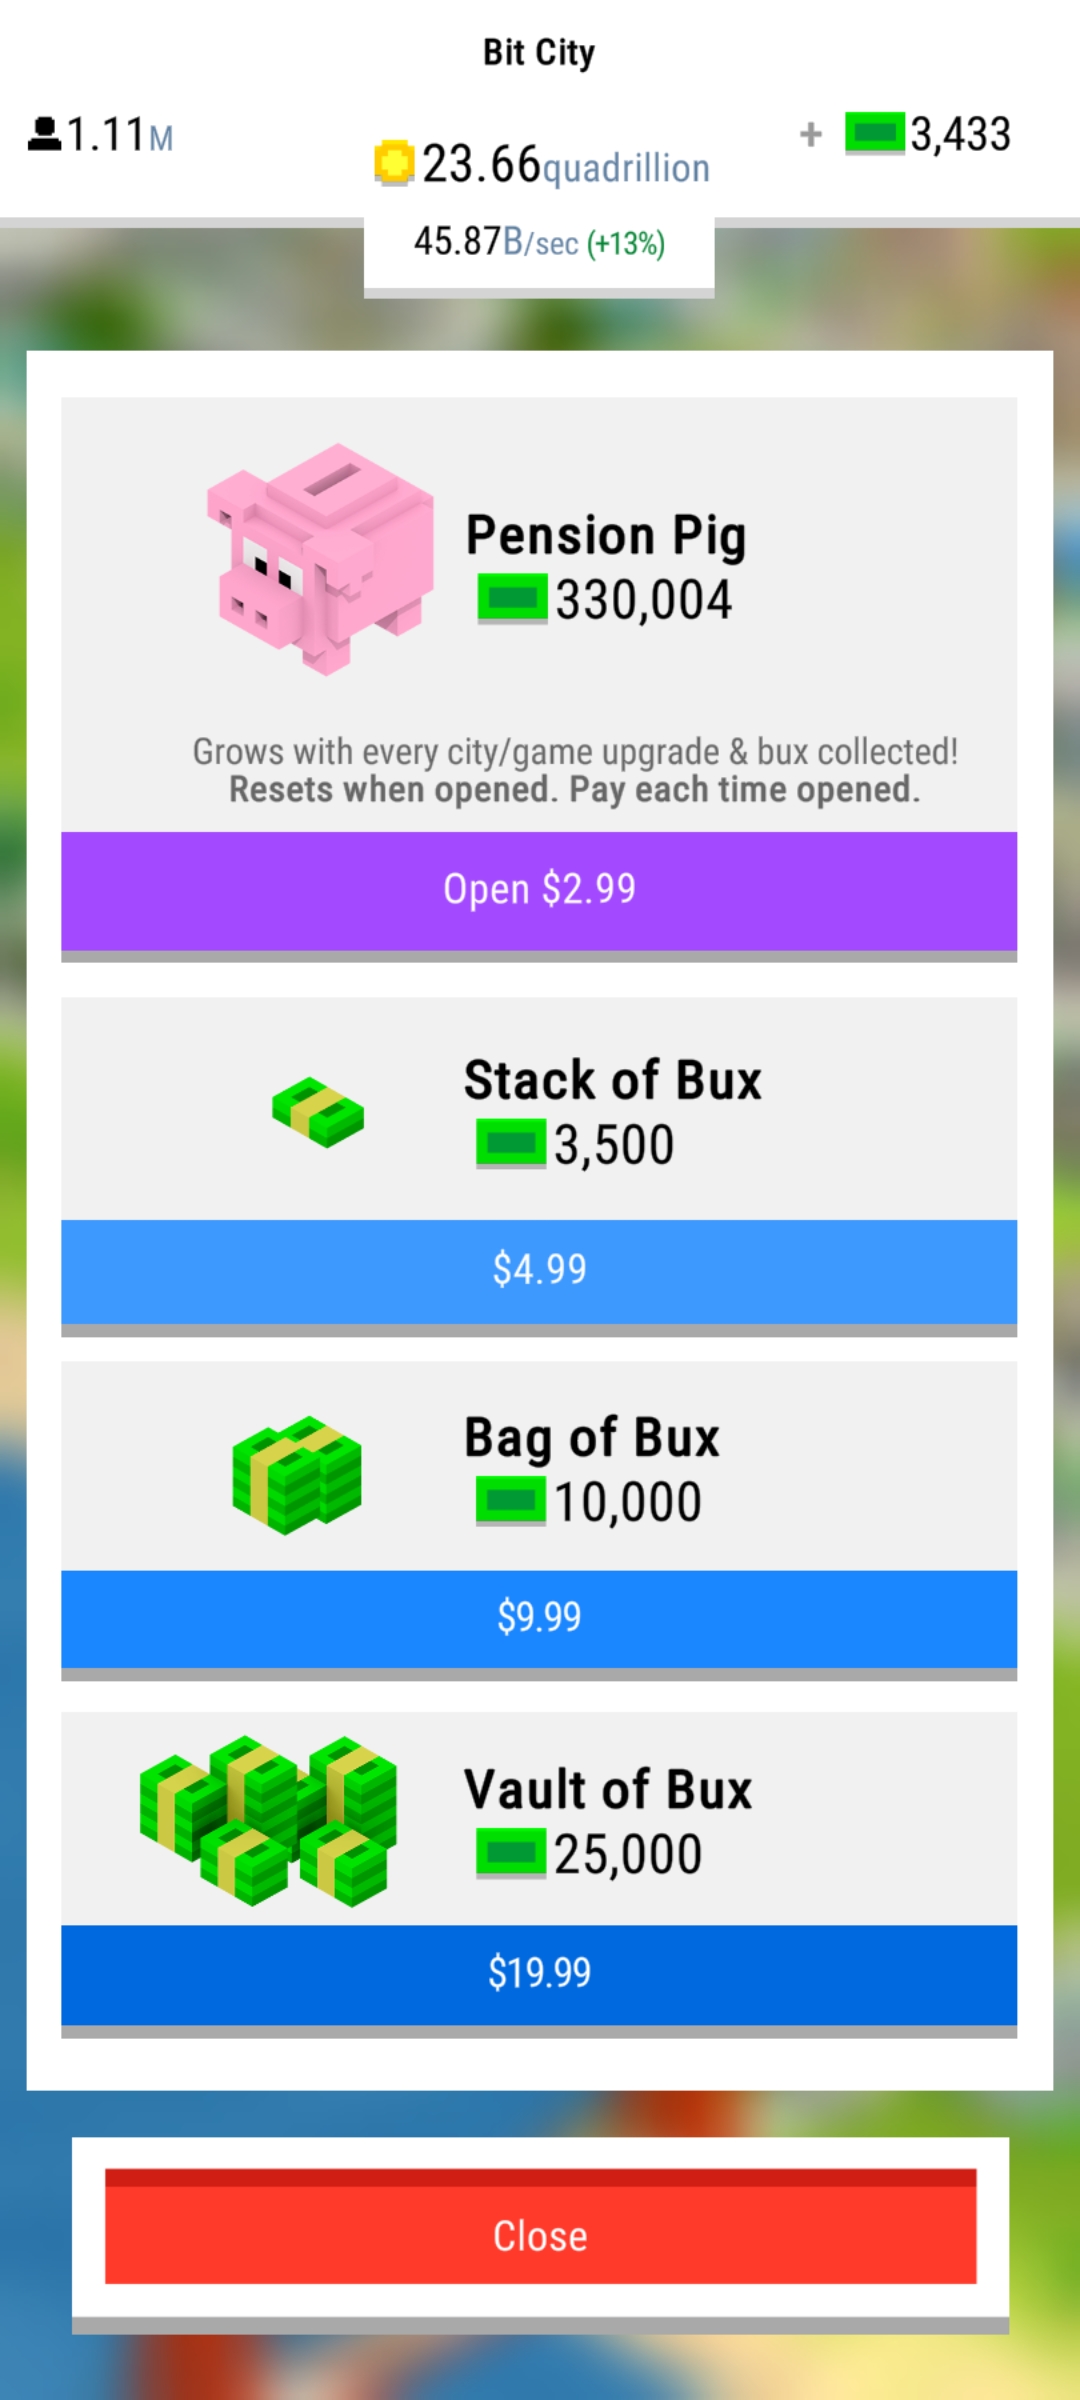 Bit City
1.11M
23.66quadrillion
+ 3,433
45.87B/sec (+13%)
Pension Pig
330,004
Grows with every city/game upgrade & bux collected!
Resets when opened. Pay each time opened.
Open $2.99
Stack of Bux
3,500
$4.99
Bag of Bux
10,000
$9.99
Vault of Bux
25,000
$19.99
Close